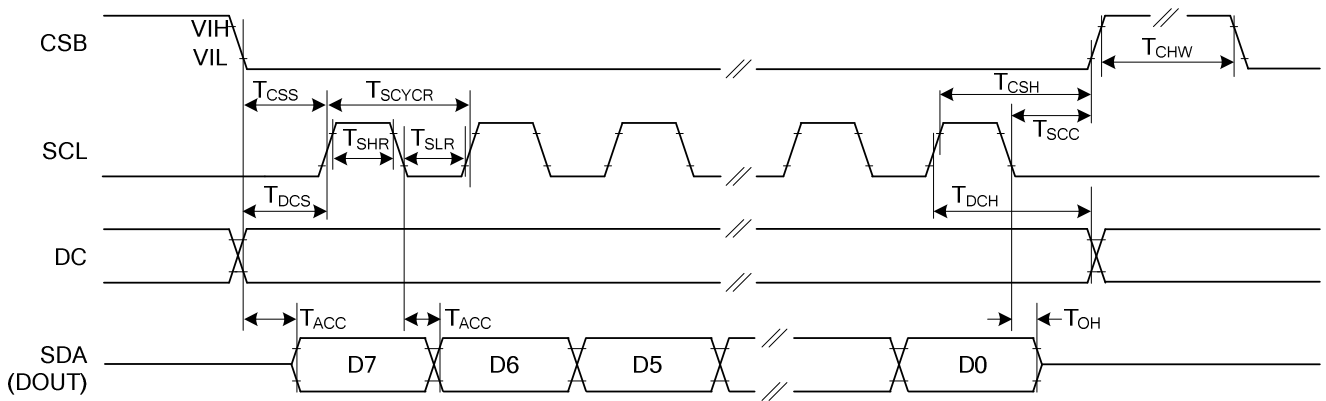 CSB
VIH
VIL
TCHW
TCSS
TSCYCR
TCSH
SCL
TSHR
TSLR
TSCC
TDCS
TDCH
DC
TACC
TACC
TOH
SDA
(DOUT)
D7
D6
D5
D0